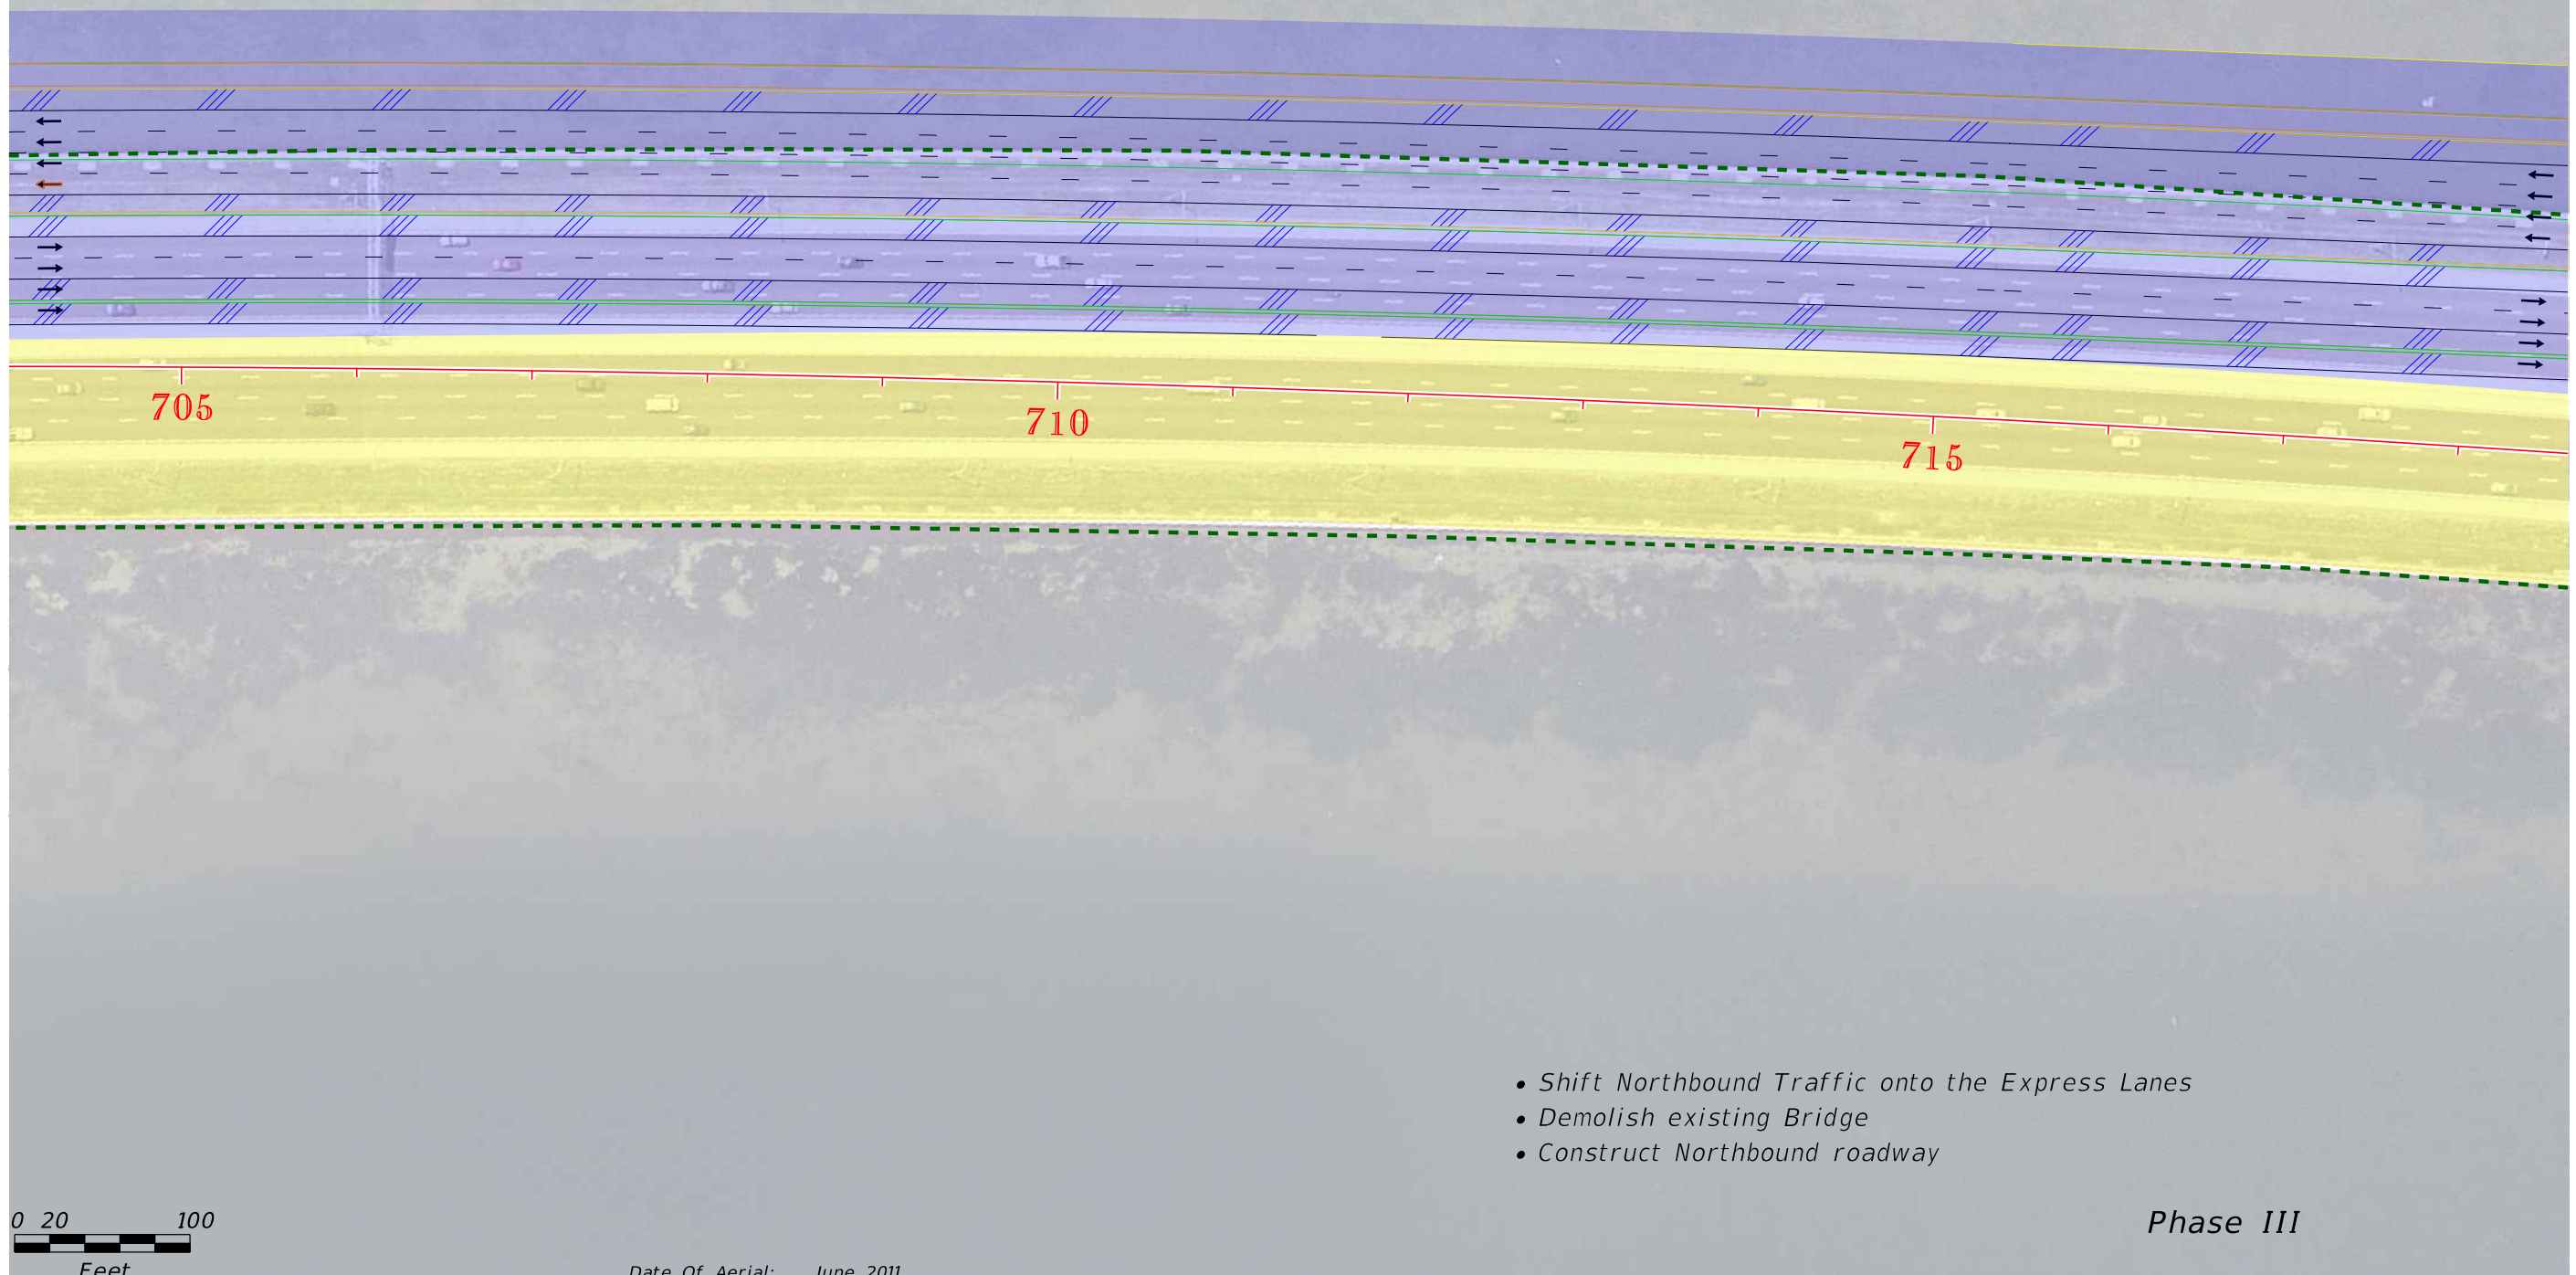 705
710
715
• Shift Northbound Traffic onto the Express Lanes
• Demolish existing Bridge
• Construct Northbound roadway
0 20 100
Phase III
Feet
Date Of Aerial: June 2011